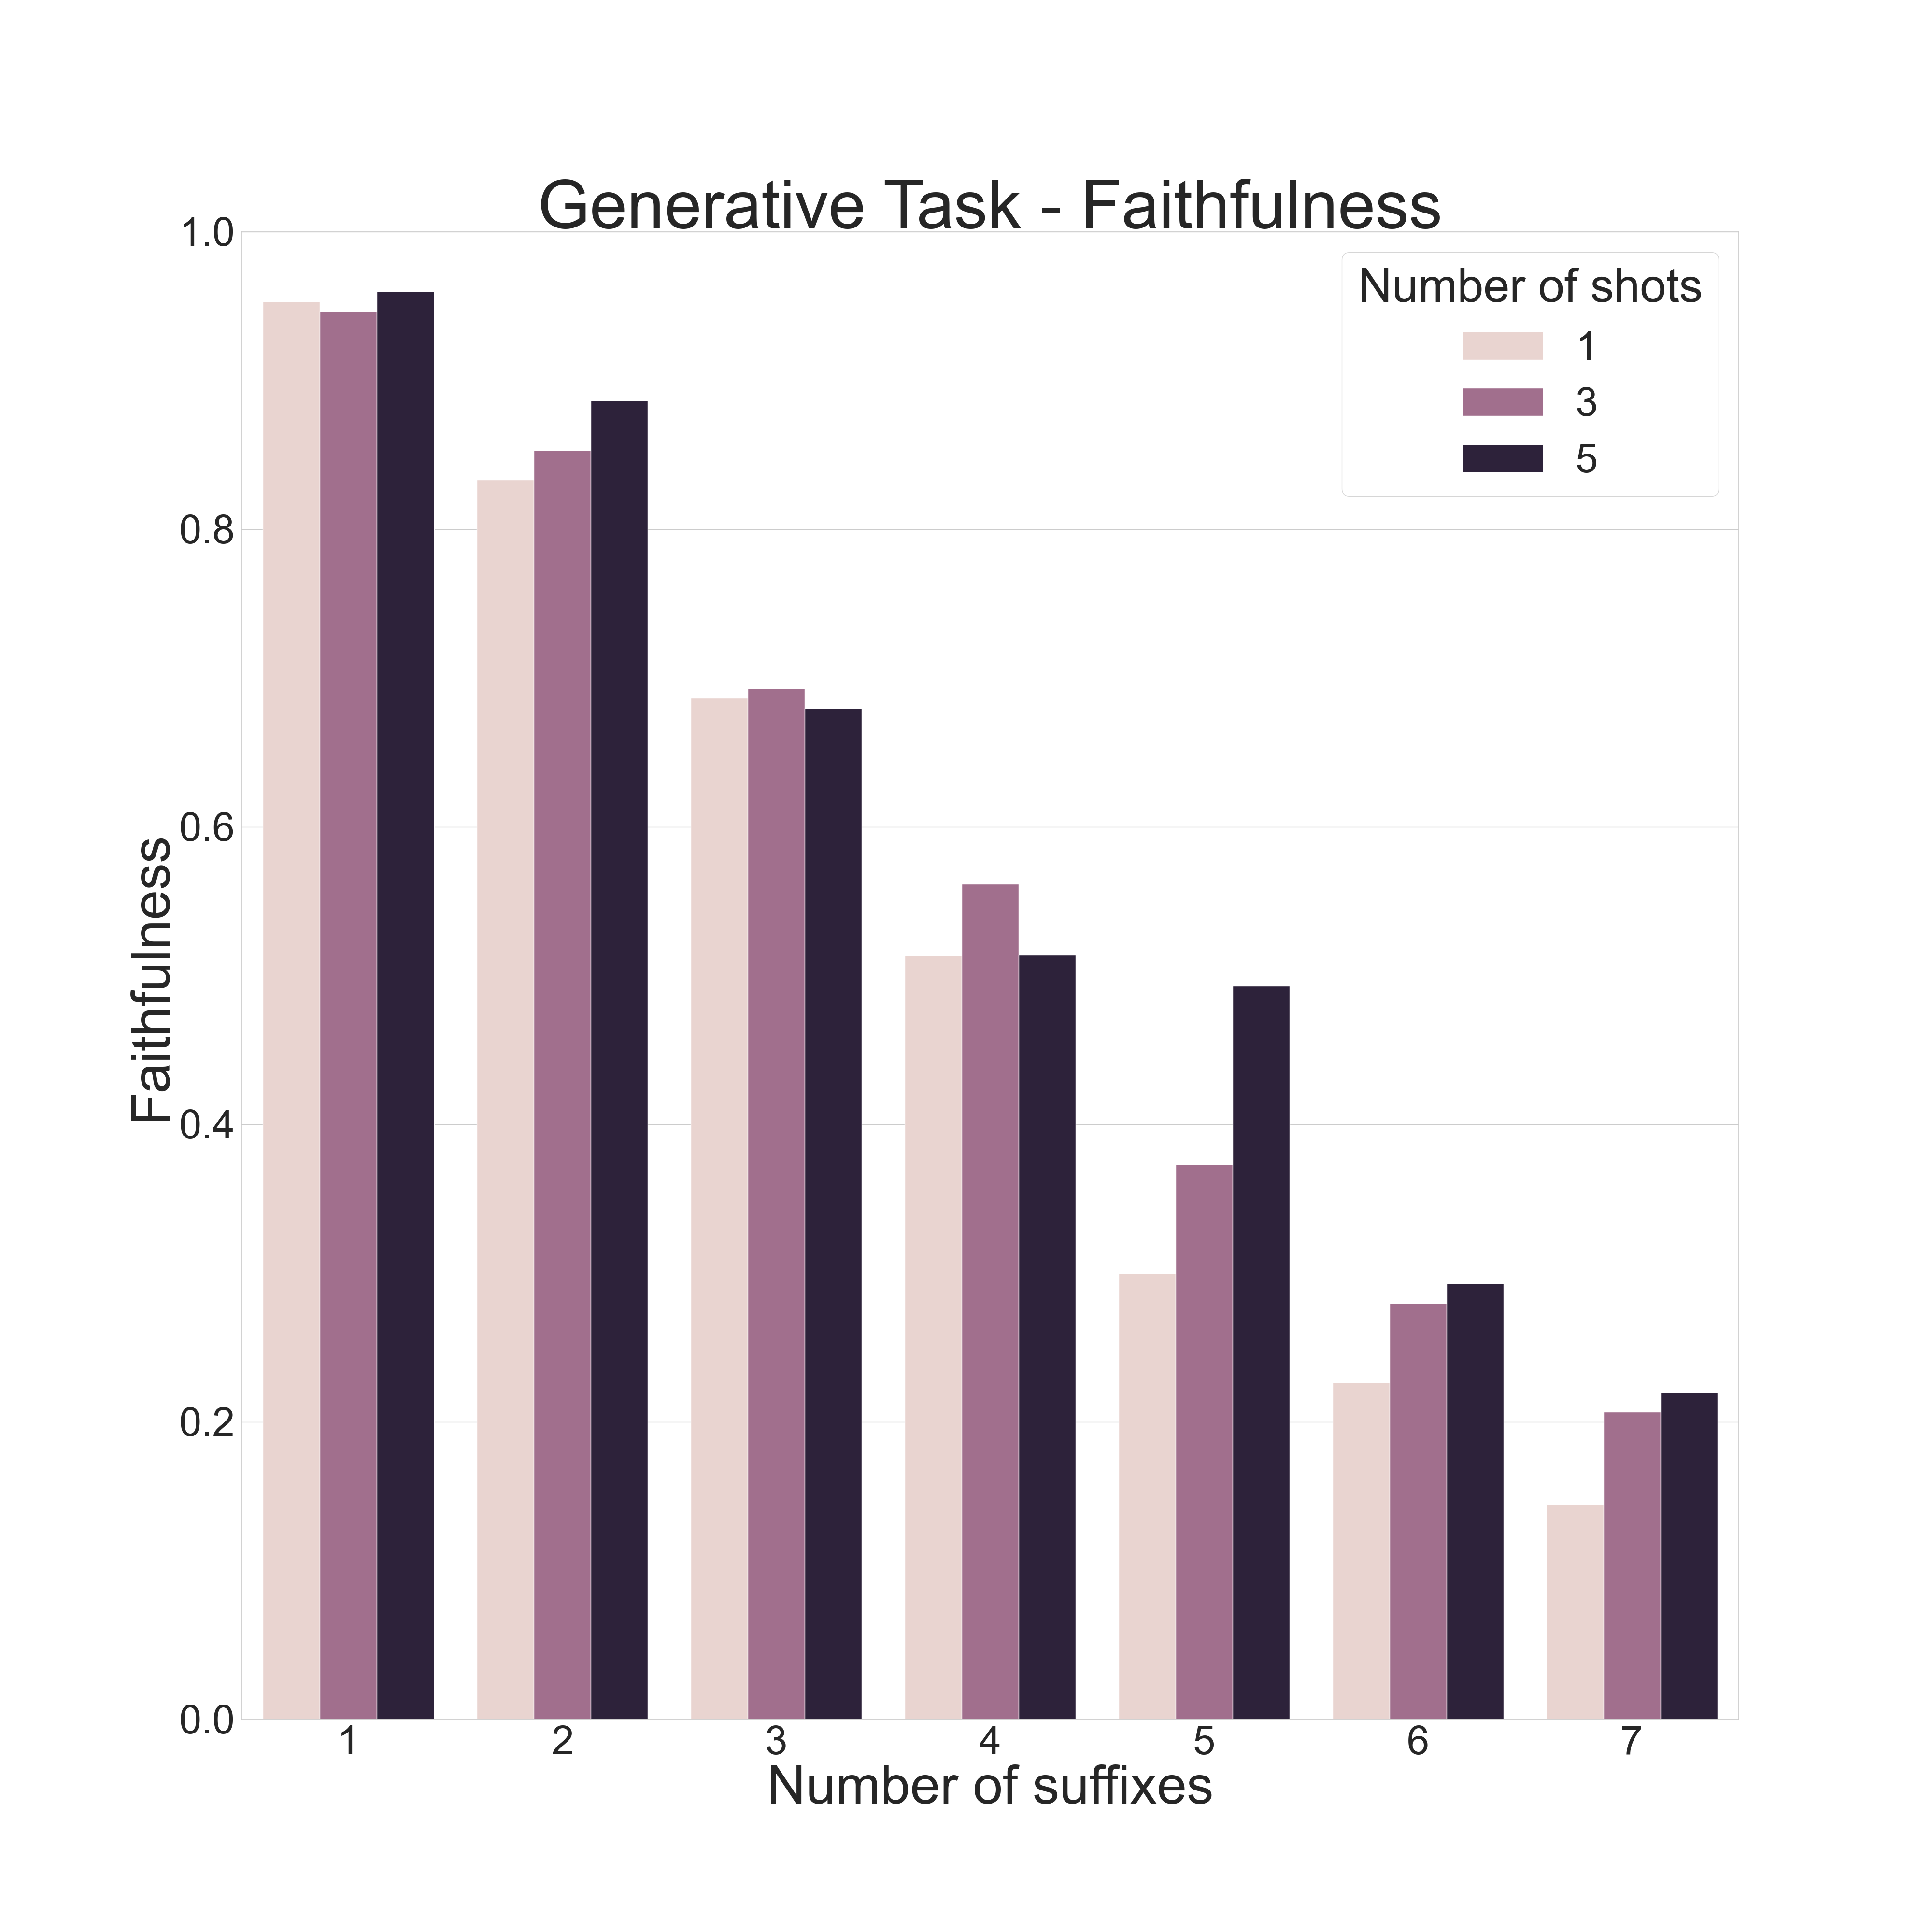 Generative Task - Faithfulness
Number of shots
1
3
5
Faithfulness
1.0
0.8
0.6
0.4
0.2
0.0
1 2 3 4 5 6 7
Number of suffixes